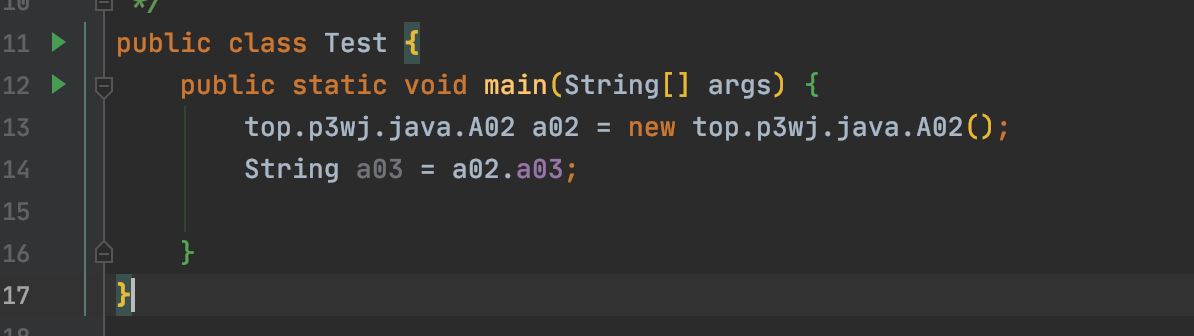 10 */
11 public class Test {
12 public static void main(String[] args) {
13 top.p3wj.java.A02 a02 = new top.p3wj.java.A02();
14 String a03 = a02.a03;
15
16 }
17 }
18